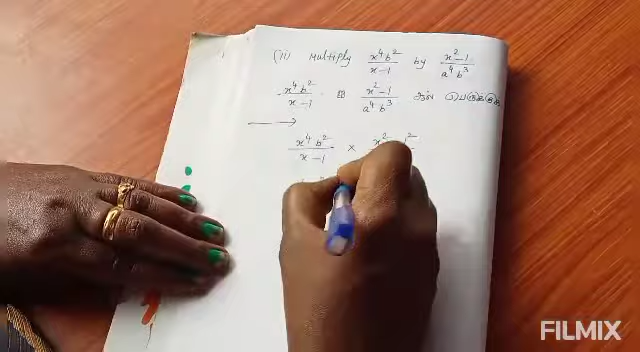 (ii) Multiply x⁴b²/x-1 by x²-1/a⁴b³
x⁴b²/x-1 ஐ x²-1/a⁴b³ ஆல் பெருக்குக
x⁴b²/x-1 × x²
FILMIX